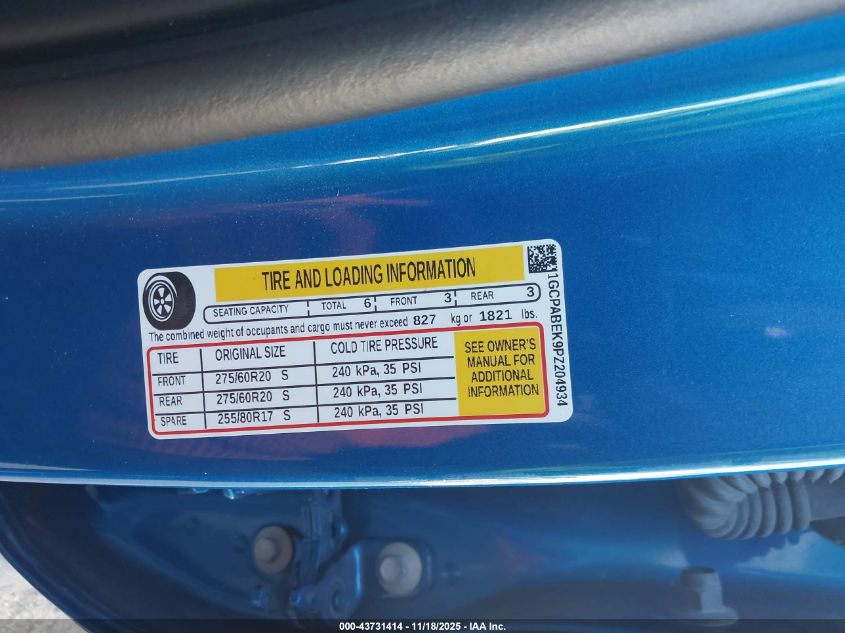 TIRE AND LOADING INFORMATION
SEATING CAPACITY TOTAL 6 FRONT 3 REAR 3
The combined weight of occupants and cargo must never exceed 827 kg or 1821 lbs.
TIRE ORIGINAL SIZE COLD TIRE PRESSURE
FRONT 275/60R20 S 240 kPa, 35 PSI
REAR 275/60R20 S 240 kPa, 35 PSI
SPARE 255/80R17 S 240 kPa, 35 PSI
SEE OWNER'S
MANUAL FOR
ADDITIONAL
INFORMATION
1GCPABEK9PZ204934
000-43731414 - 11/18/2025 - IAA Inc.